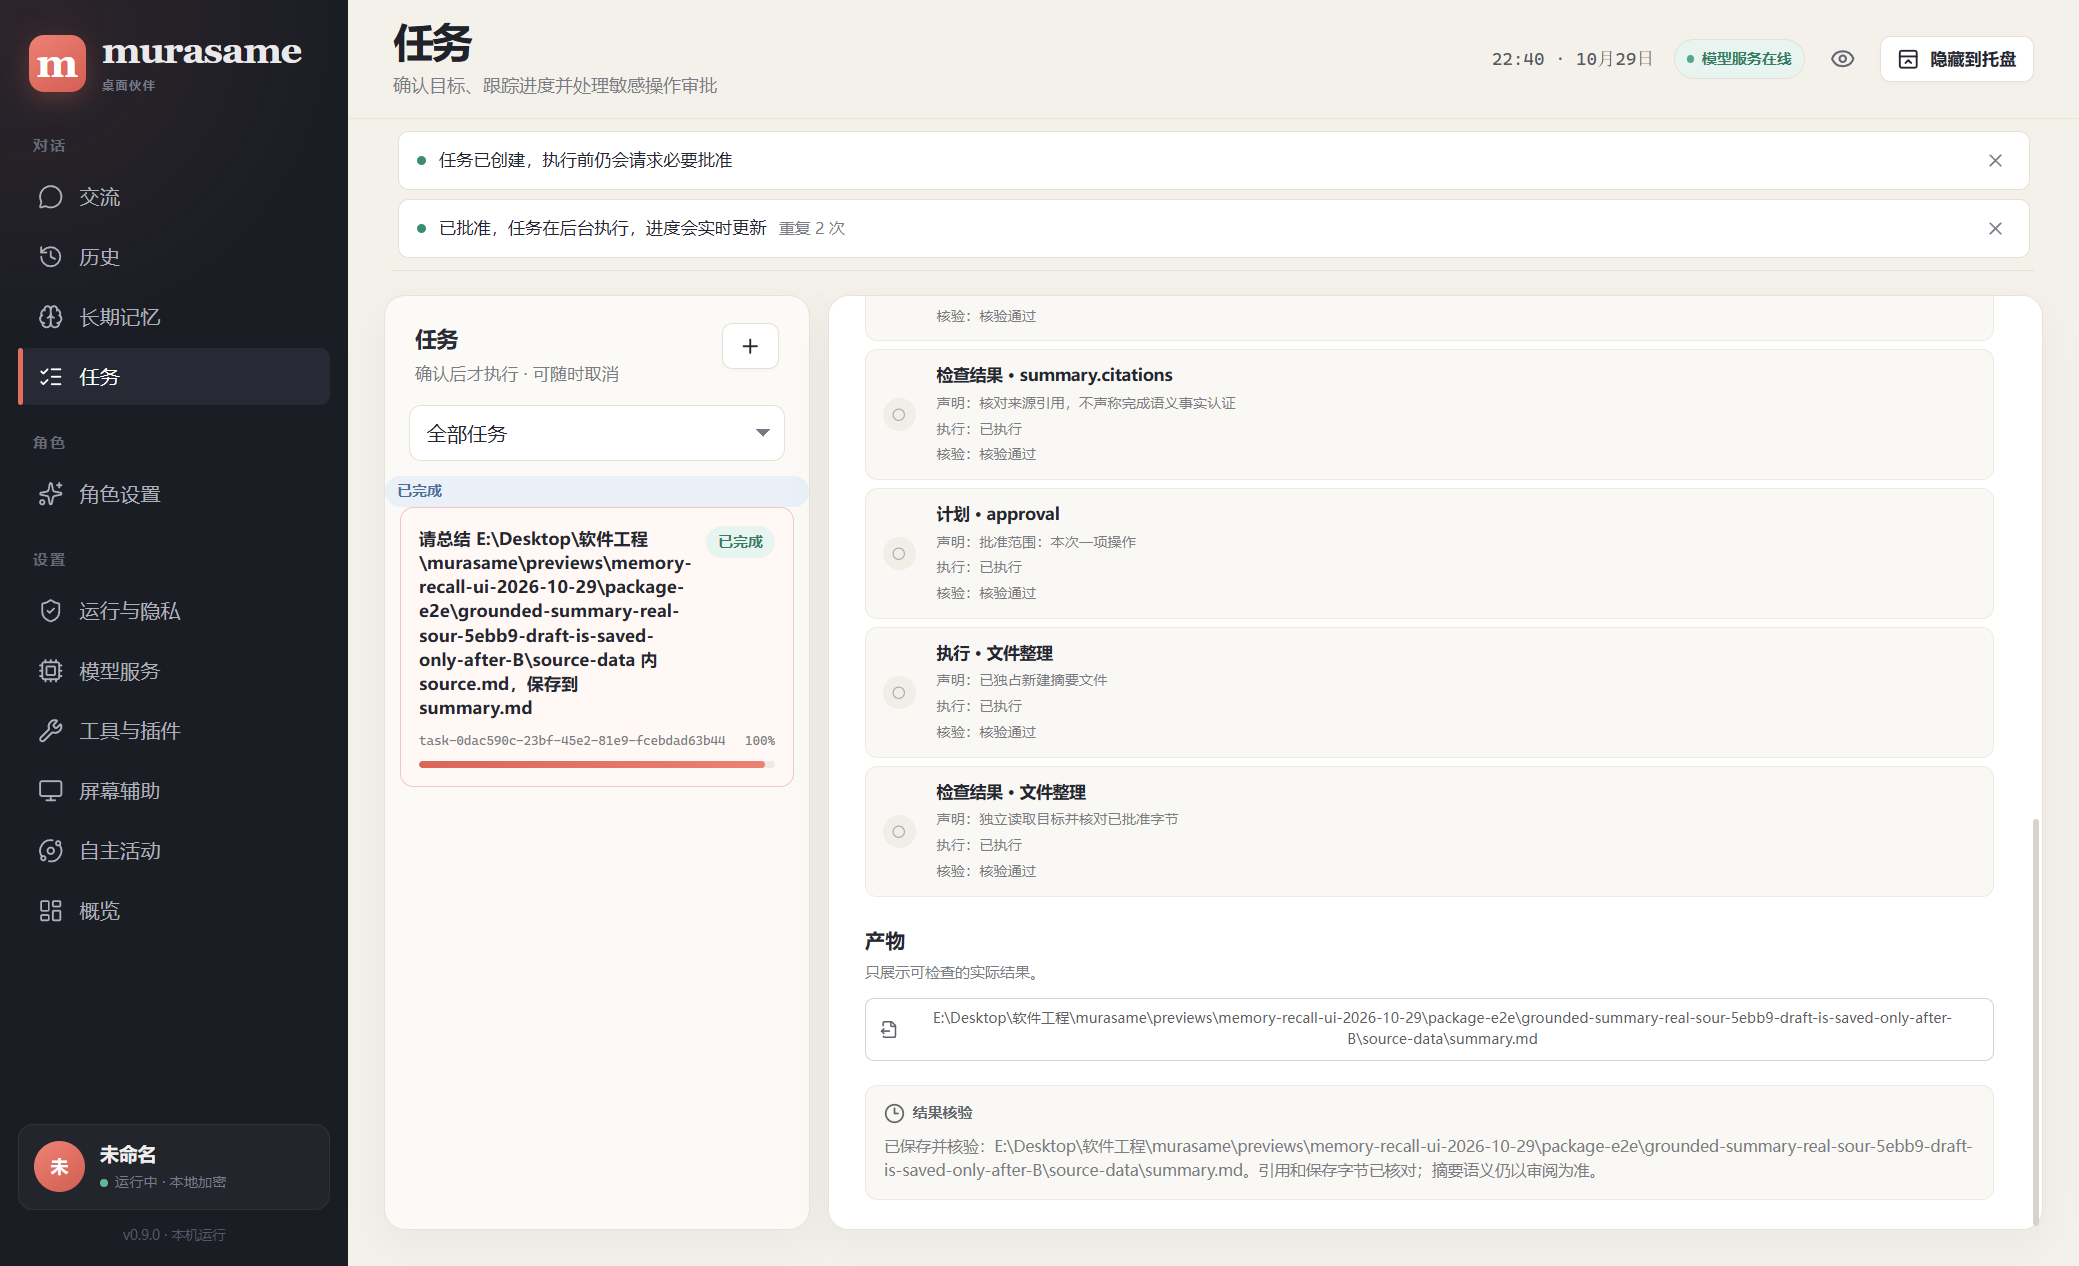 m
murasame
桌面伙伴
对话
交流
历史
长期记忆
任务
角色
角色设置
设置
运行与隐私
模型服务
工具与插件
屏幕辅助
自主活动
概览
未
未命名
运行中 · 本地加密
v0.9.0 · 本机运行
任务
确认目标、跟踪进度并处理敏感操作审批
22:40 · 10月29日
模型服务在线
隐藏到托盘
任务已创建，执行前仍会请求必要批准
已批准，任务在后台执行，进度会实时更新 重复 2 次
任务
确认后才执行 · 可随时取消
全部任务
已完成
请总结 E:\Desktop\软件工程
\murasame\previews\memory-
recall-ui-2026-10-29\package-
e2e\grounded-summary-real-
sour-5ebb9-draft-is-saved-
only-after-B\source-data 内
source.md，保存到
summary.md
已完成
task-0dac590c-23bf-45e2-81e9-fcebdad63b44 100%
核验：核验通过
检查结果 • summary.citations
声明：核对来源引用，不声称完成语义事实认证
执行：已执行
核验：核验通过
计划 • approval
声明：批准范围：本次一项操作
执行：已执行
核验：核验通过
执行 • 文件整理
声明：已独占新建摘要文件
执行：已执行
核验：核验通过
检查结果 • 文件整理
声明：独立读取目标并核对已批准字节
执行：已执行
核验：核验通过
产物
只展示可检查的实际结果。
E:\Desktop\软件工程\murasame\previews\memory-recall-ui-2026-10-29\package-e2e\grounded-summary-real-sour-5ebb9-draft-is-saved-only-after-
B\source-data\summary.md
结果核验
已保存并核验：E:\Desktop\软件工程\murasame\previews\memory-recall-ui-2026-10-29\package-e2e\grounded-summary-real-sour-5ebb9-draft-
is-saved-only-after-B\source-data\summary.md。引用和保存字节已核对；摘要语义仍以审阅为准。